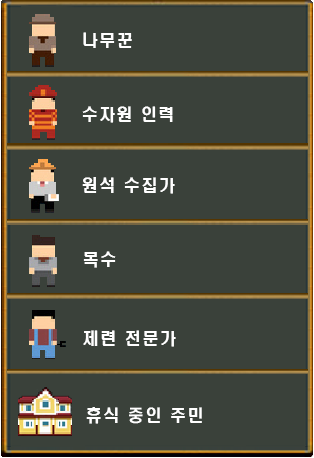 나무꾼
수자원 인력
원석 수집가
목수
제련 전문가
휴식 중인 주민